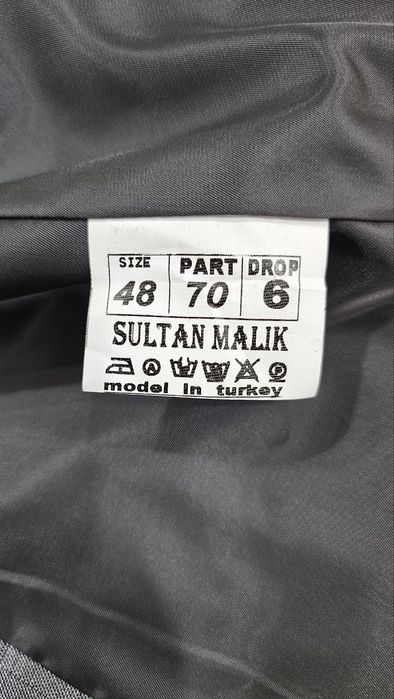 SIZE PART DROP
48 70 6
SULTAN MALIK
A P
model in turkey